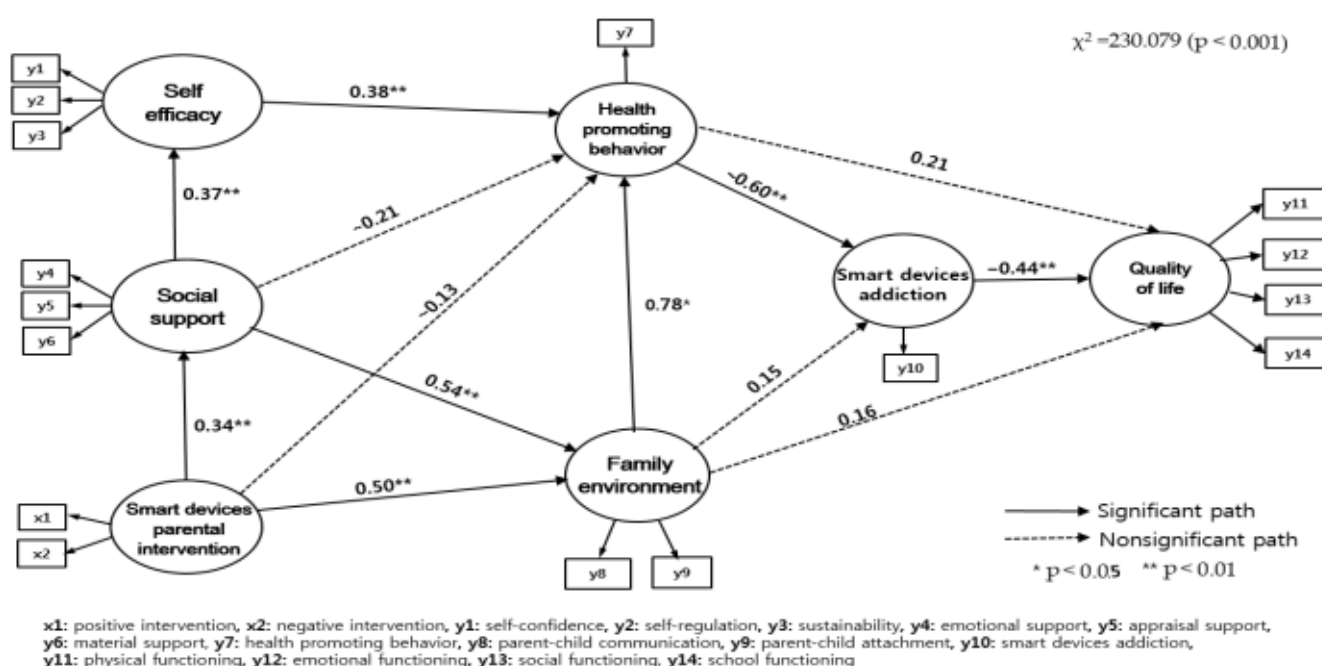 y7
χ² =230.079 (p < 0.001)
y1
y2
y3
Self
efficacy
0.38**
Health
promoting
behavior
0.21
0.37**
−0.21
−0.60**
y11
y12
y13
y14
y4
y5
y6
Social
support
−0.13
0.78*
Smart devices
addiction
−0.44**
Quality
of life
y10
0.54**
0.15
0.16
0.34**
Family
environment
x1
x2
Smart devices
parental
intervention
0.50**
y8
y9
Significant path
Nonsignificant path
* p<0.05 ** p<0.01
x1: positive intervention, x2: negative intervention, y1: self-confidence, y2: self-regulation, y3: sustainability, y4: emotional support, y5: appraisal support,
y6: material support, y7: health promoting behavior, y8: parent-child communication, y9: parent-child attachment, y10: smart devices addiction,
y11: physical functioning, y12: emotional functioning, y13: social functioning, y14: school functioning